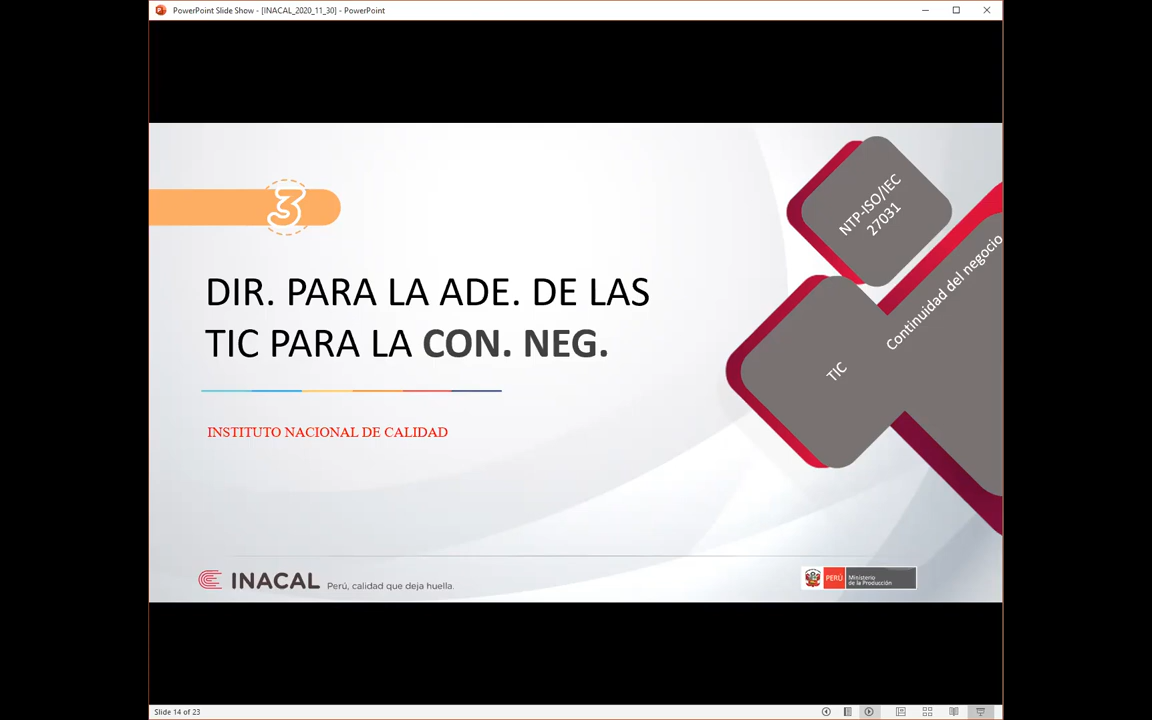 PowerPoint Slide Show - [INACAL_2020_11_30] - PowerPoint
3
DIR. PARA LA ADE. DE LAS
TIC PARA LA CON. NEG.
INSTITUTO NACIONAL DE CALIDAD
NTP-ISO/IEC
27031
Continuidad del negocio
TIC
INACAL Perú, calidad que deja huella.
PERÚ
Ministerio
de la Producción
Slide 14 of 23